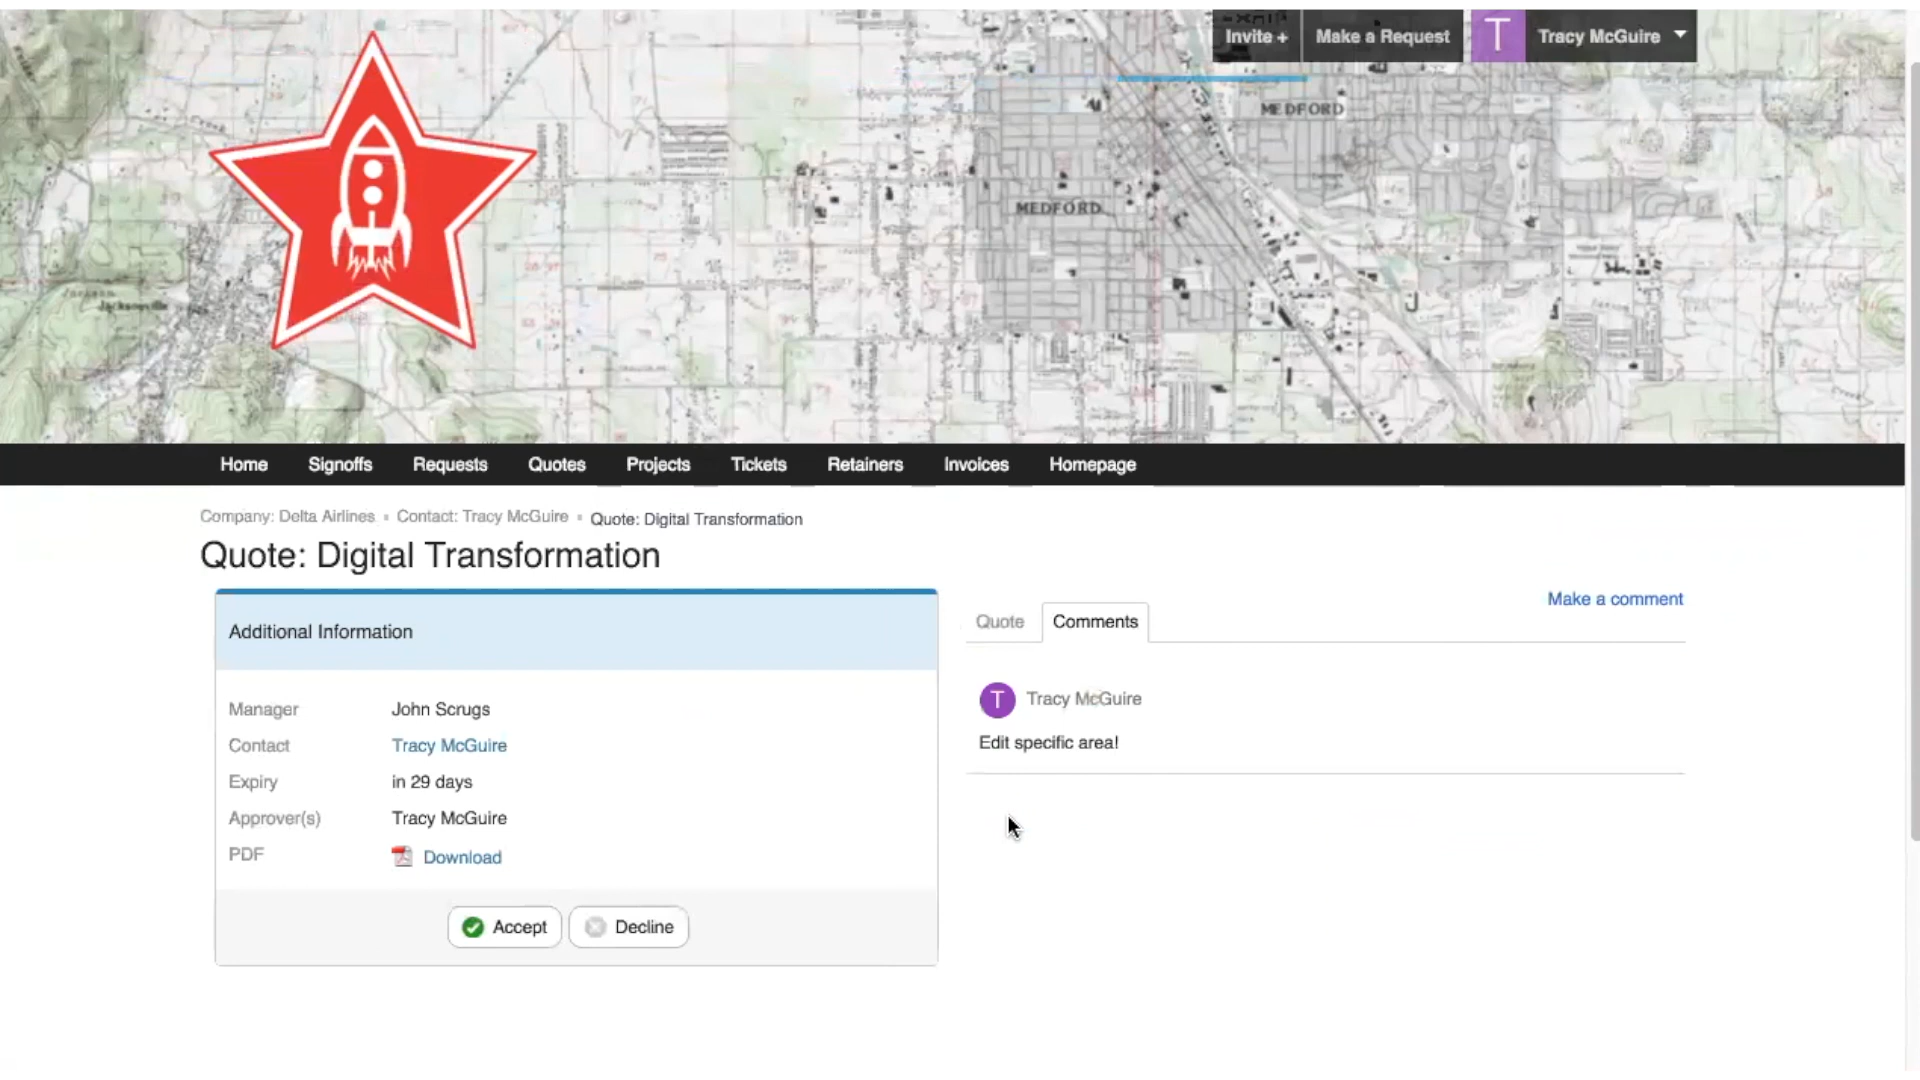 Invite +
Make a Request
T
Tracy McGuire
MEDFORD
MEDFORD
Home
Signoffs
Requests
Quotes
Projects
Tickets
Retainers
Invoices
Homepage
Company: Delta Airlines
Contact: Tracy McGuire
Quote: Digital Transformation
Quote: Digital Transformation
Make a comment
Additional Information
Quote
Comments
Manager John Scrugs
Contact Tracy McGuire
Expiry in 29 days
Approver(s) Tracy McGuire
PDF Download
T Tracy McGuire
Edit specific area!
Accept
Decline